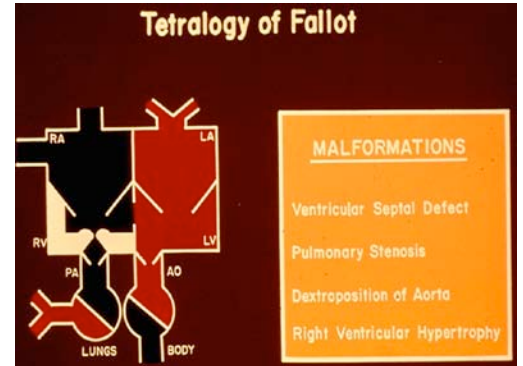 Tetralogy of Fallot
RA
LA
RV
LV
PA
AO
LUNGS
BODY
MALFORMATIONS
Ventricular Septal Defect
Pulmonary Stenosis
Dextroposition of Aorta
Right Ventricular Hypertrophy